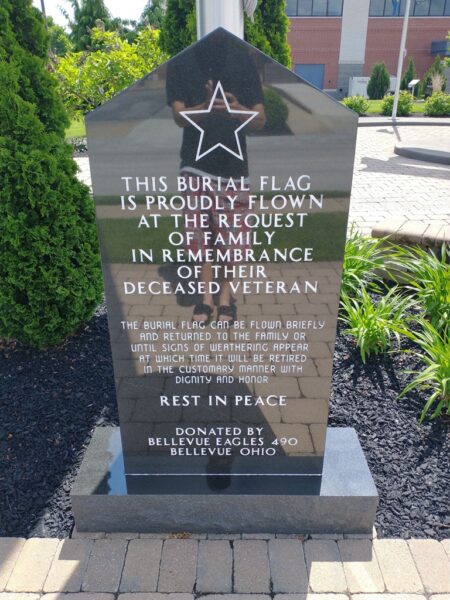 THIS BURIAL FLAG
IS PROUDLY FLOWN
AT THE REQUEST
OF FAMILY
IN REMEMBRANCE
OF THEIR
DECEASED VETERAN
THE BURIAL FLAG CAN BE FLOWN BRIEFLY
AND RETURNED TO THE FAMILY OR
UNTIL SIGNS OF WEATHERING APPEAR
AT WHICH TIME IT WILL BE RETIRED
IN THE CUSTOMARY MANNER WITH
DIGNITY AND HONOR
REST IN PEACE
DONATED BY
BELLEVUE EAGLES 490
BELLEVUE OHIO